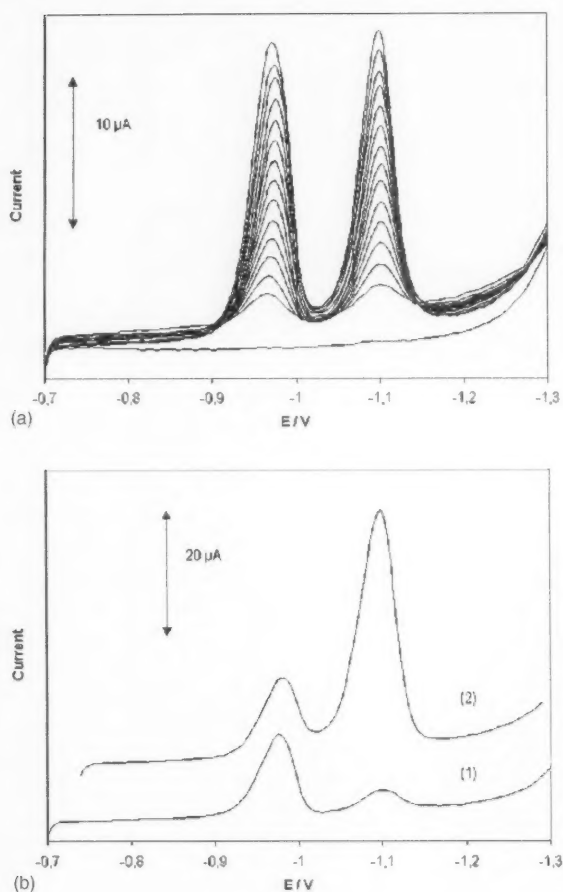 10 µA
Current
-0,7 -0,8 -0,9 -1 -1,1 -1,2 -1,3
E / V
(a)
20 µA
Current
(2)
(1)
-0,7 -0,8 -0,9 -1 -1,1 -1,2 -1,3
E / V
(b)